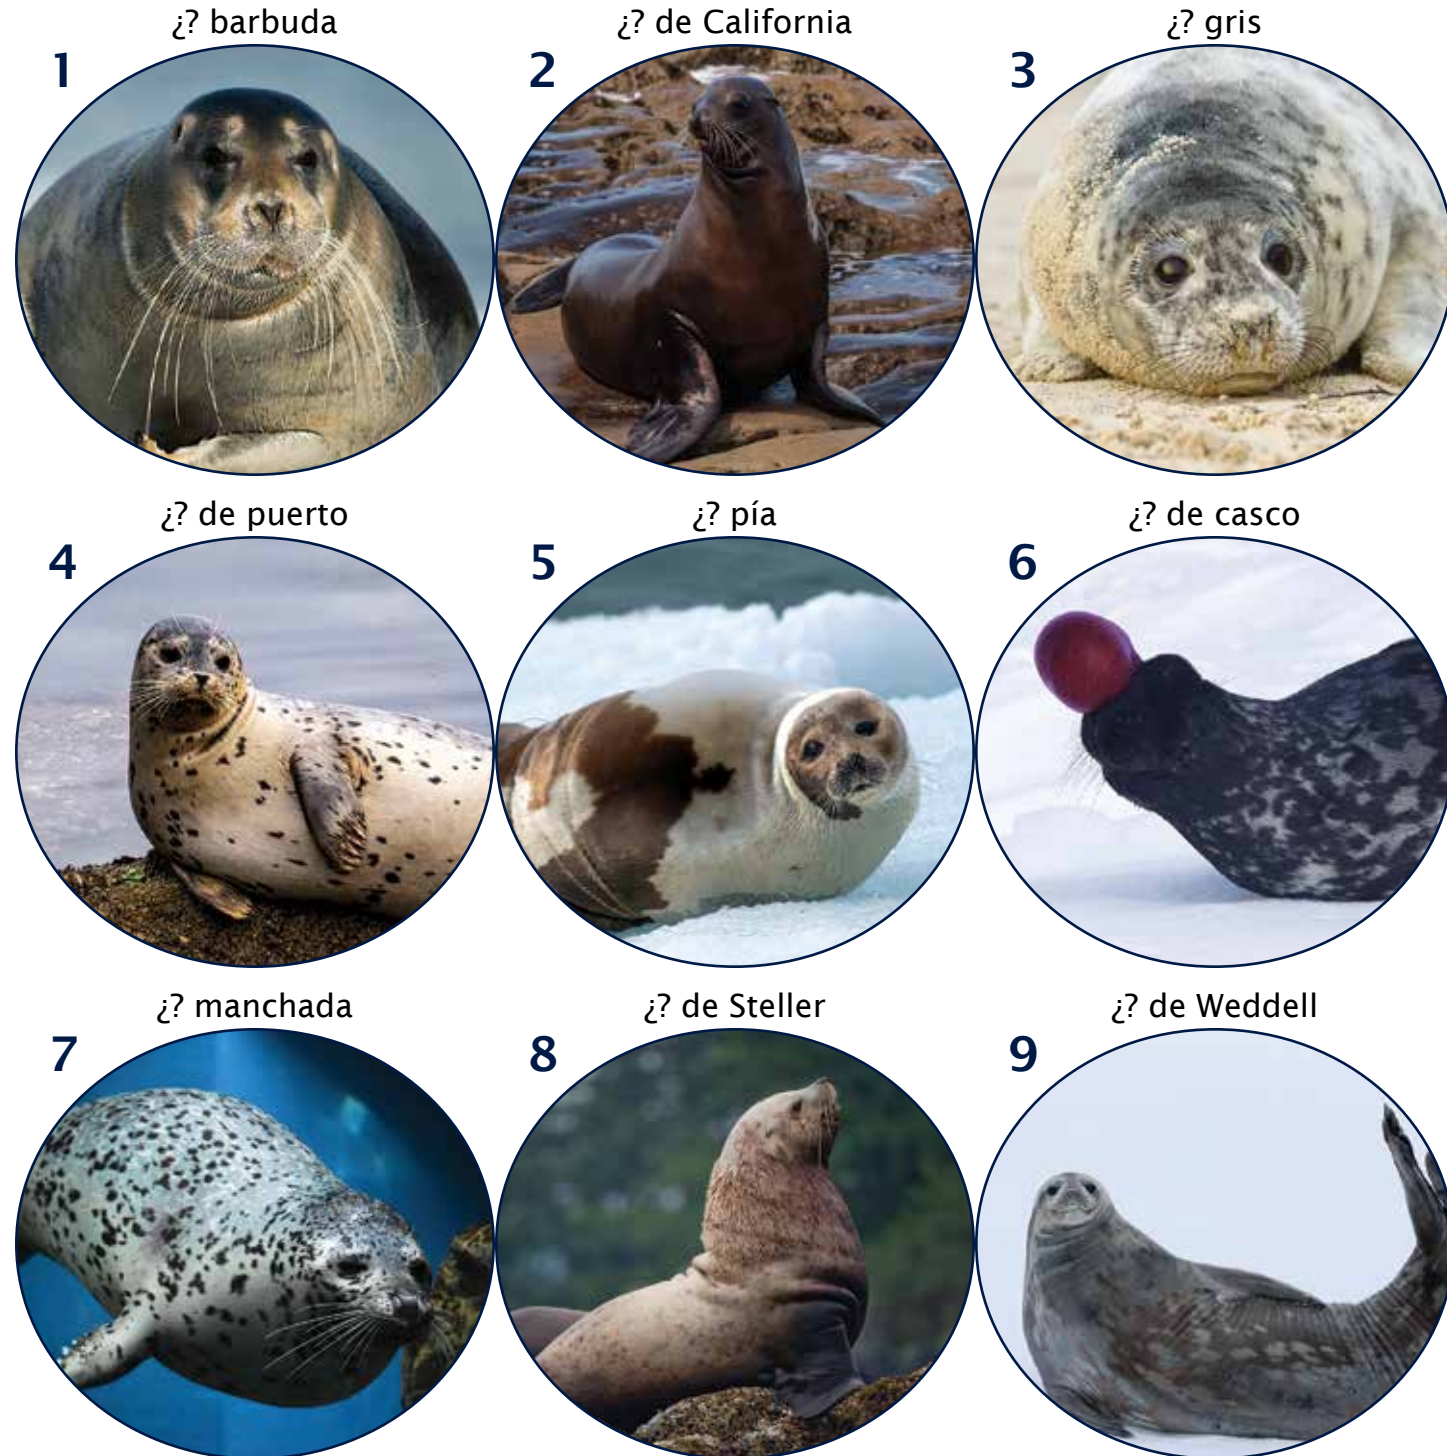 ¿? barbuda
1
¿? de California
2
¿? gris
3
¿? de puerto
4
¿? pía
5
¿? de casco
6
¿? manchada
7
¿? de Steller
8
¿? de Weddell
9